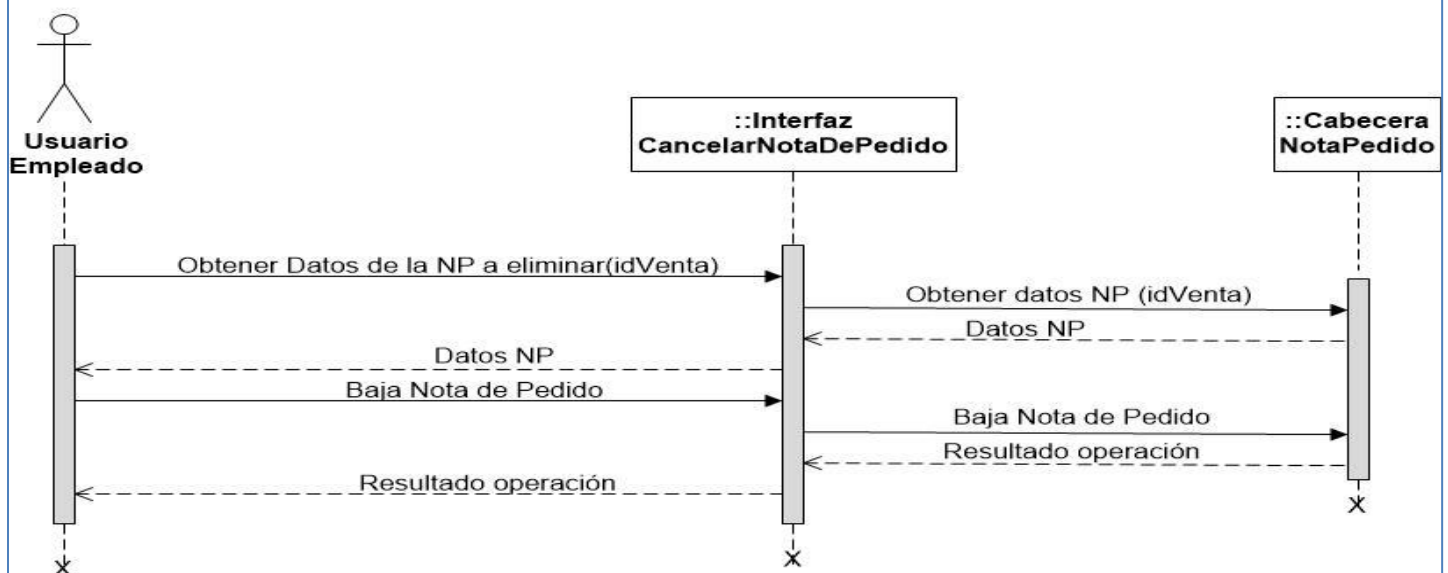 Usuario
Empleado
::Interfaz
CancelarNotaDePedido
::Cabecera
NotaPedido
Obtener Datos de la NP a eliminar(idVenta)
Obtener datos NP (idVenta)
Datos NP
Datos NP
Baja Nota de Pedido
Baja Nota de Pedido
Resultado operación
Resultado operación